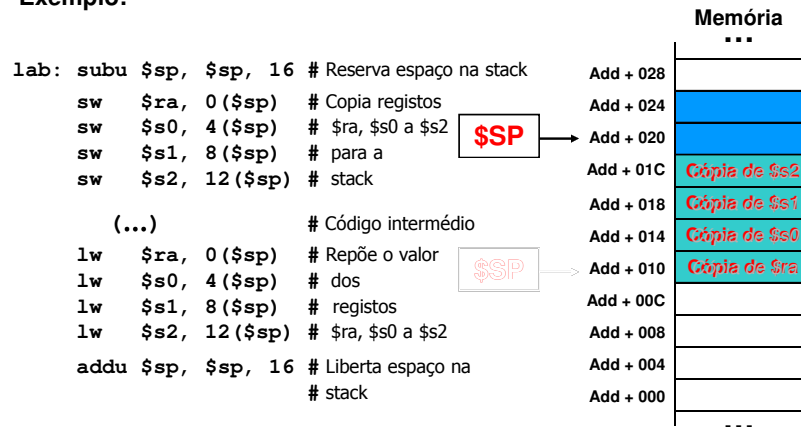 Exemplo:
lab: subu $sp, $sp, 16 # Reserva espaço na stack
sw $ra, 0($sp) # Copia registos
sw $s0, 4($sp) # $ra, $s0 a $s2
sw $s1, 8($sp) # para a
sw $s2, 12($sp) # stack
(...) # Código intermédio
lw $ra, 0($sp) # Repõe o valor
lw $s0, 4($sp) # dos
lw $s1, 8($sp) # registos
lw $s2, 12($sp) # $ra, $s0 a $s2
addu $sp, $sp, 16 # Liberta espaço na
# stack
$SP
$SP
Memória
...
Add + 028
Add + 024
Add + 020
Add + 01C Cópia de $s2
Add + 018 Cópia de $s1
Add + 014 Cópia de $s0
Add + 010 Cópia de $ra
Add + 00C
Add + 008
Add + 004
Add + 000
...